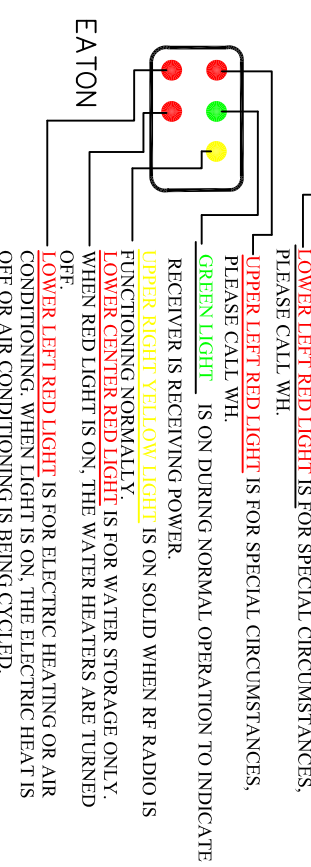 LOWER LEFT RED LIGHT IS FOR SPECIAL CIRCUMSTANCES,
PLEASE CALL WH.
EATON
UPPER LEFT RED LIGHT IS FOR SPECIAL CIRCUMSTANCES,
PLEASE CALL WH.
GREEN LIGHT IS ON DURING NORMAL OPERATION TO INDICATE
RECEIVER IS RECEIVING POWER.
UPPER RIGHT YELLOW LIGHT IS ON SOLID WHEN RF RADIO IS
FUNCTIONING NORMALLY.
LOWER CENTER RED LIGHT IS FOR WATER STORAGE ONLY.
WHEN RED LIGHT IS ON, THE WATER HEATERS ARE TURNED
OFF.
LOWER LEFT RED LIGHT IS FOR ELECTRIC HEATING OR AIR
CONDITIONING. WHEN LIGHT IS ON, THE ELECTRIC HEAT IS
OFF OR AIR CONDITIONING IS BEING CYCLED.